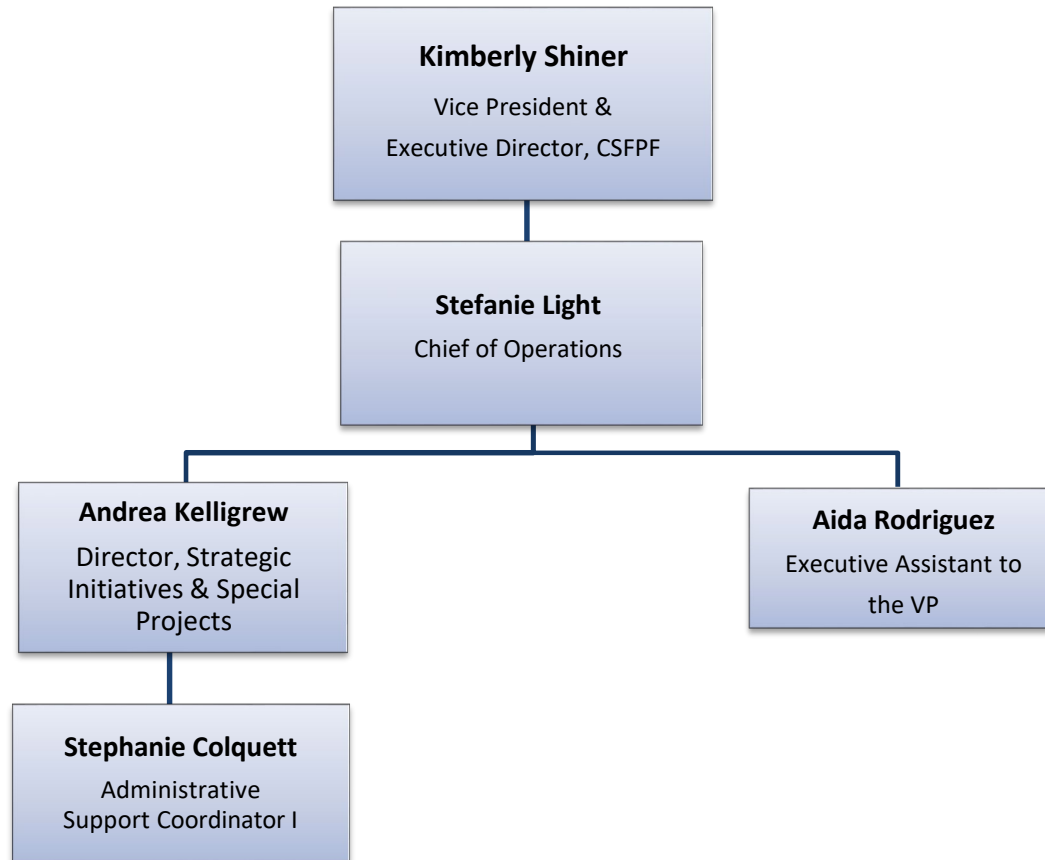 Kimberly Shiner
Vice President &
Executive Director, CSFPF
Stefanie Light
Chief of Operations
Andrea Kelligrew
Director, Strategic
Initiatives & Special
Projects
Aida Rodriguez
Executive Assistant to
the VP
Stephanie Colquett
Administrative
Support Coordinator I